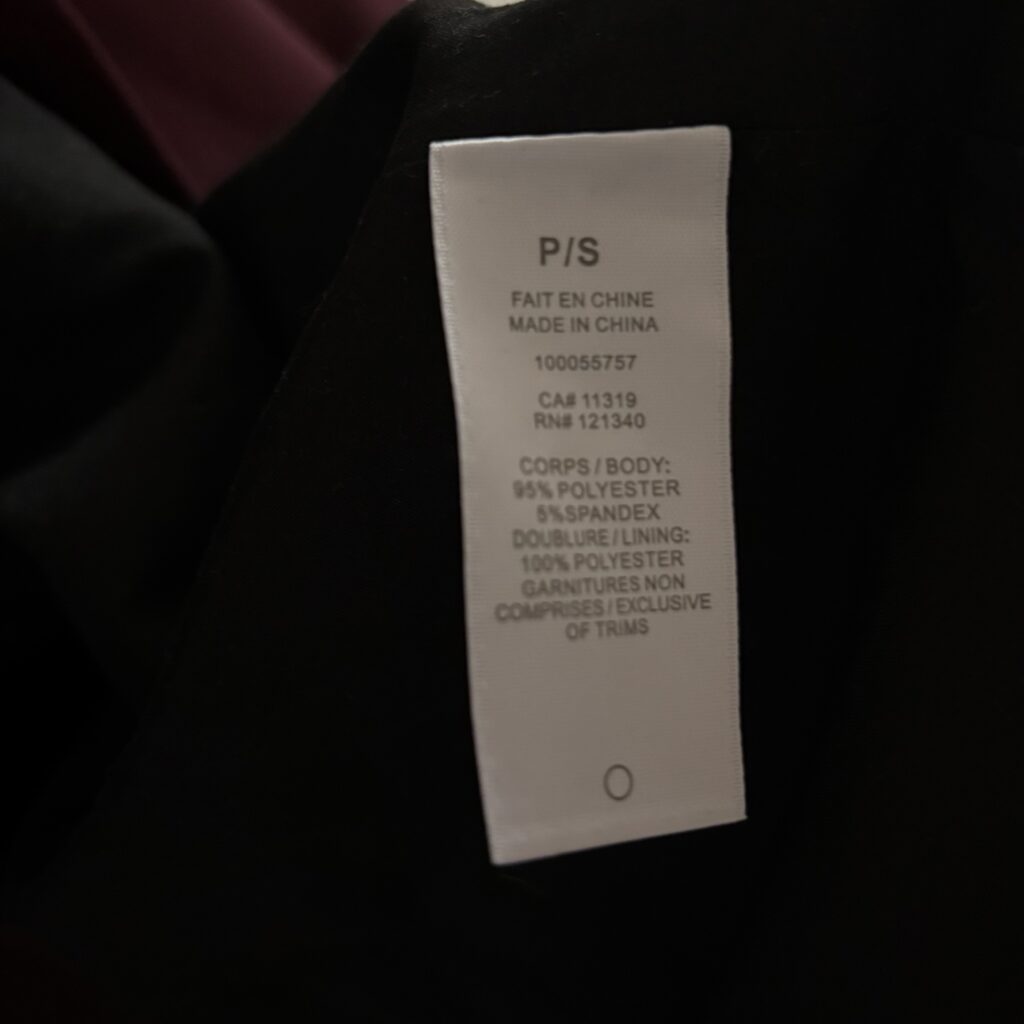 P/S
FAIT EN CHINE
MADE IN CHINA
100055757
CA# 11319
RN# 121340
CORPS / BODY:
95% POLYESTER
5%SPANDEX
DOUBLURE / LINING:
100% POLYESTER
GARNITURES NON
COMPRISES / EXCLUSIVE
OF TRIMS